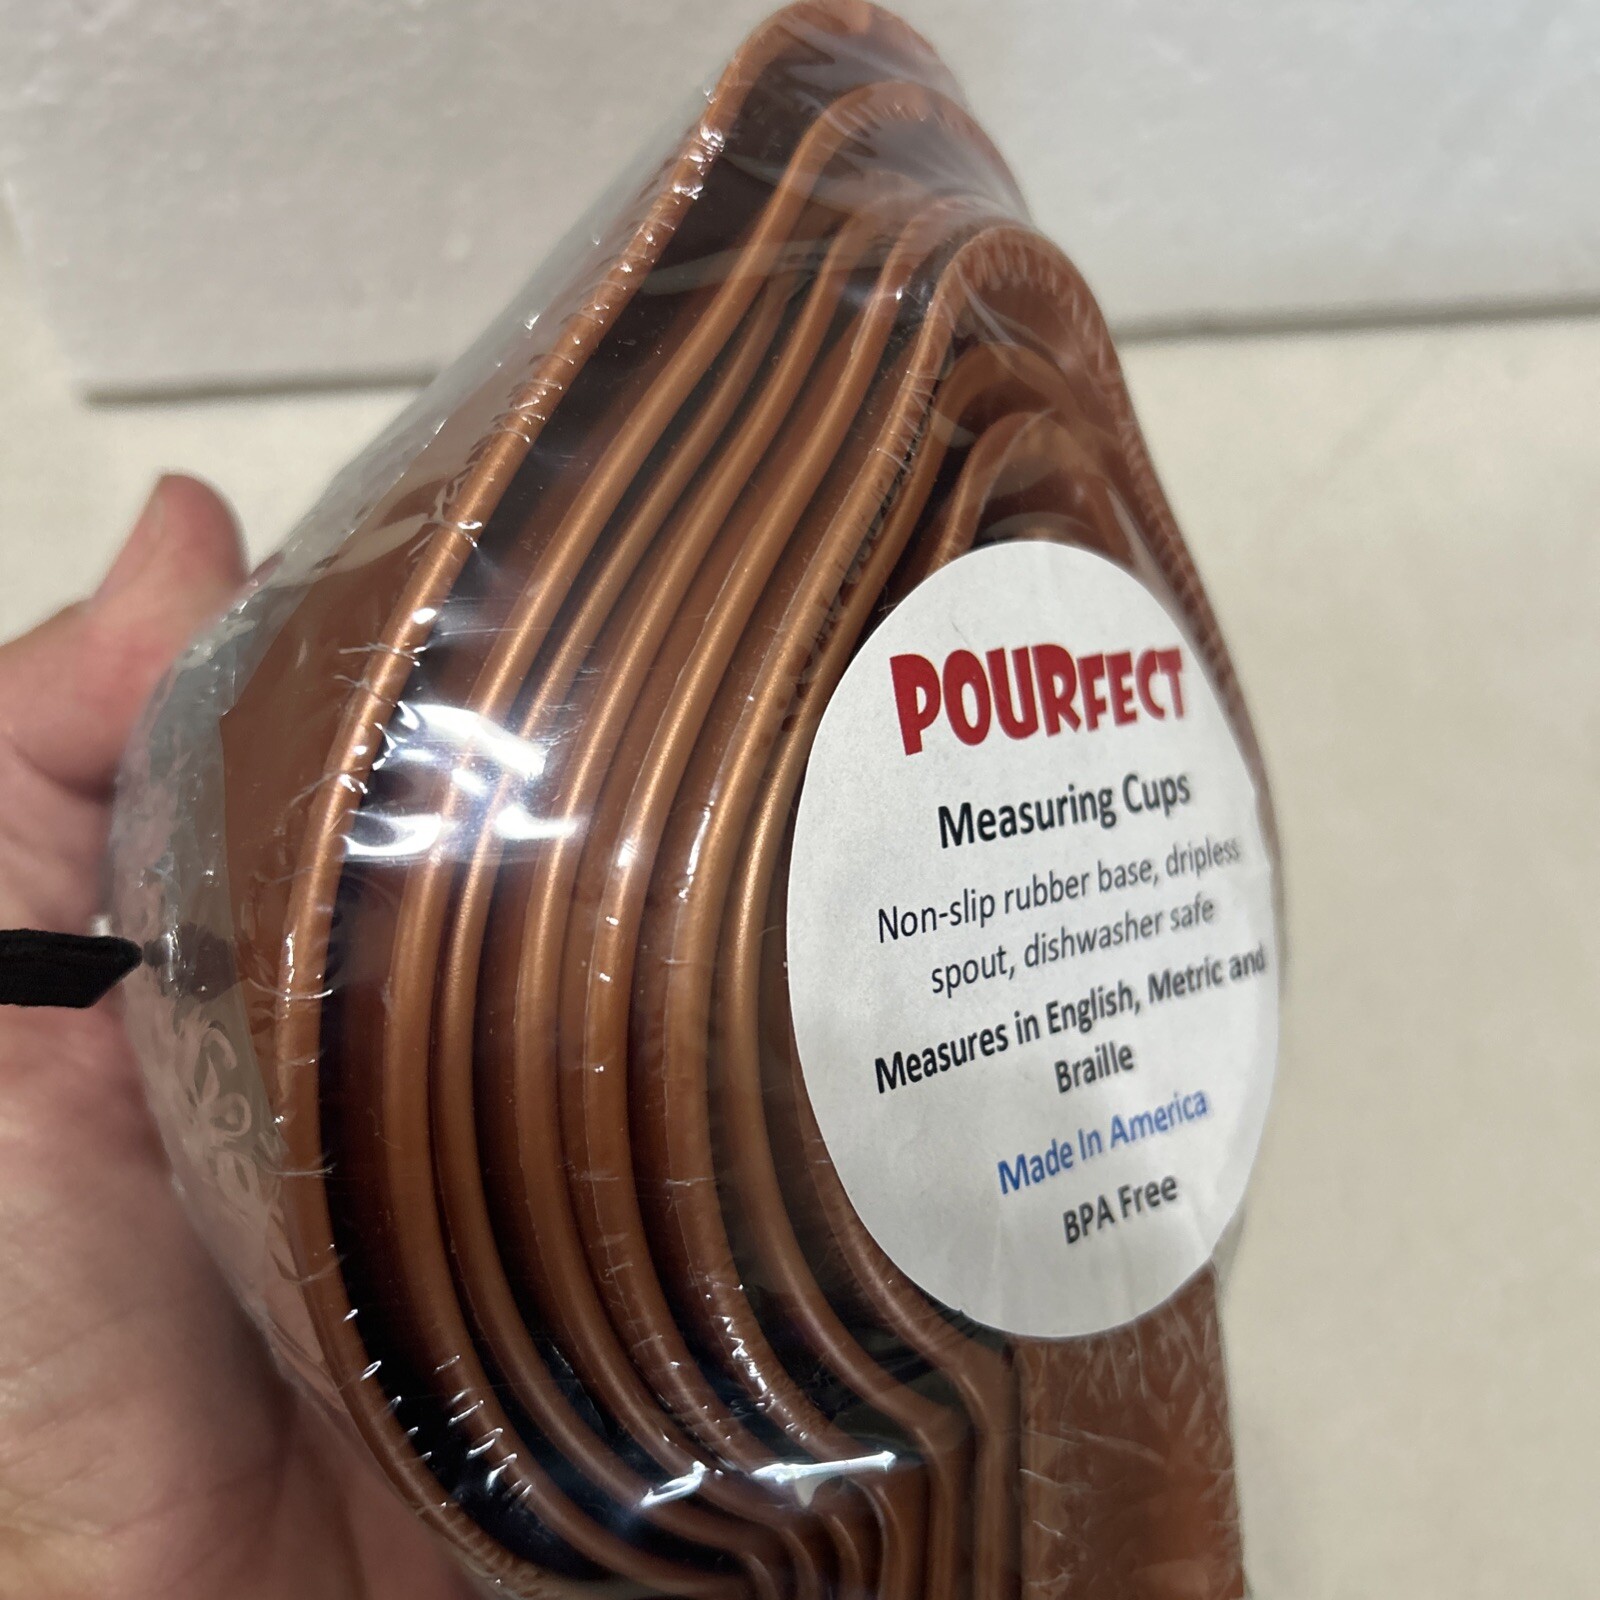 POURFECT
Measuring Cups
Non-slip rubber base, dripless
spout, dishwasher safe
Measures in English, Metric and
Braille
Made In America
BPA Free